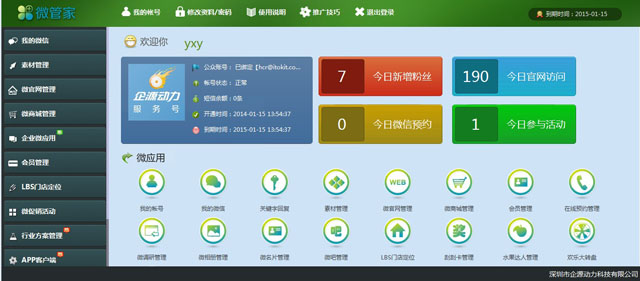 微管家
我的帐号 修改资料/密码 使用说明 推广技巧 退出登录
到期时间：2015-01-15
我的微信
素材管理
微官网管理
微商城管理
企业微应用
会员管理
LBS门店定位
微促销活动
行业方案管理
APP客户端
欢迎你 yxy
企源动力
服务号
公众账号：已绑定【hcr@itokit.co...
帐号状态：正常
短信余额：0条
开通时间：2014-01-15 13:54:37
到期时间：2015-01-15 13:54:37
7 今日新增粉丝
190 今日官网访问
0 今日微信预约
1 今日参与活动
微应用
我的帐号 我的微信 关键字回复 素材管理 微官网管理 微商城管理 会员管理 在线预约管理
WEB
微调研管理 微相册管理 微名片管理 微吧管理 LBS门店定位 刮刮卡管理 水果达人管理 欢乐大转盘
奖
深圳市企源动力科技有限公司